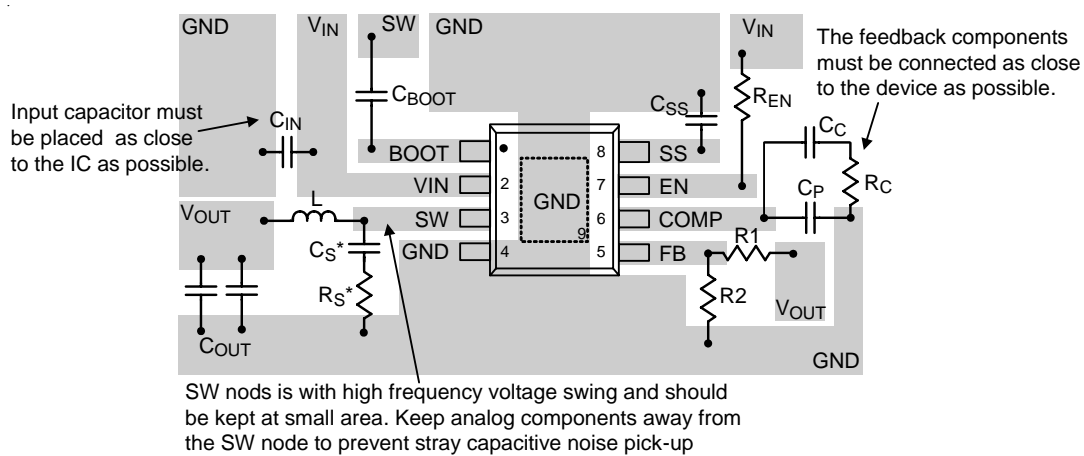 GND
VIN
SW
GND
VIN
The feedback components
must be connected as close
to the device as possible.
Input capacitor must
be placed as close
to the IC as possible.
CIN
CBOOT
CSS
REN
CC
RC
CP
BOOT
8
SS
VIN
2
GND
7
EN
L
VOUT
SW
3
6
COMP
CS*
GND
4
9
5
FB
R1
RS*
R2
VOUT
COUT
GND
SW nods is with high frequency voltage swing and should
be kept at small area. Keep analog components away from
the SW node to prevent stray capacitive noise pick-up